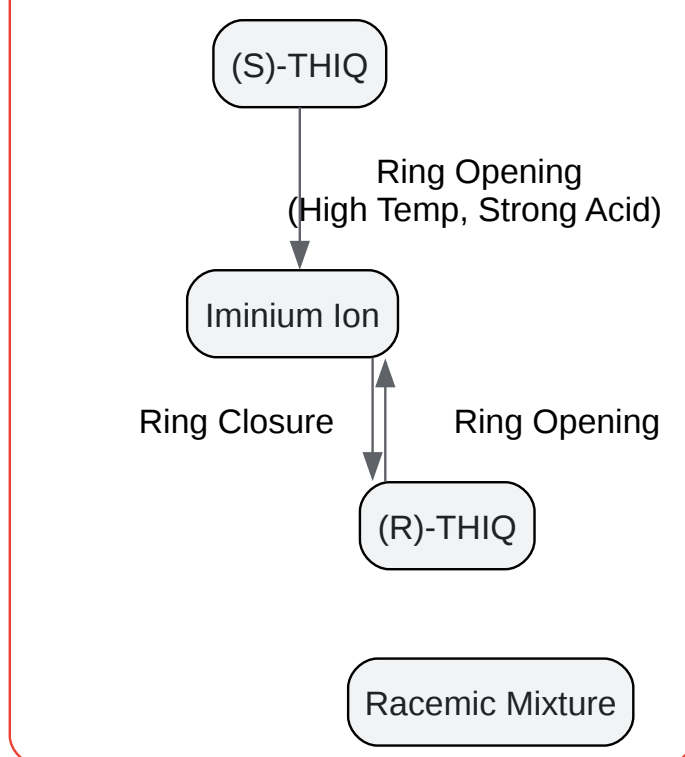 (S)-THIQ
Ring Opening
(High Temp, Strong Acid)
Iminium Ion
Ring Closure
Ring Opening
(R)-THIQ
Racemic Mixture